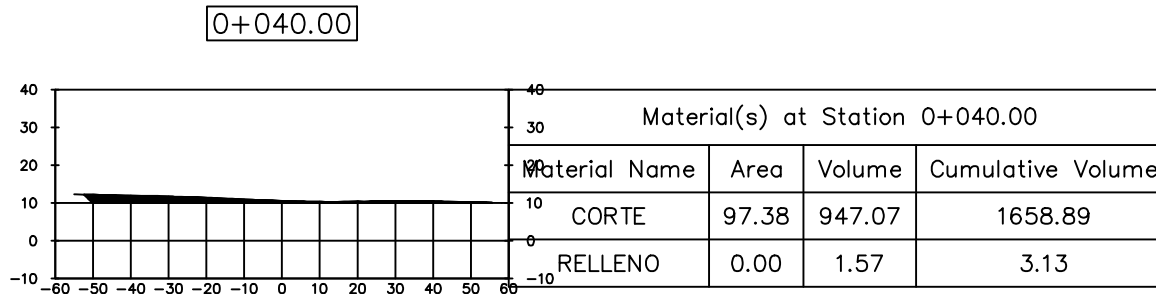 0+040.00
40 40
30 30
20 20
10 10
0 0
-10 -10
-60 -50 -40 -30 -20 -10 0 10 20 30 40 50 60
Material(s) at Station 0+040.00
Material Name Area Volume Cumulative Volume
CORTE 97.38 947.07 1658.89
RELLENO 0.00 1.57 3.13